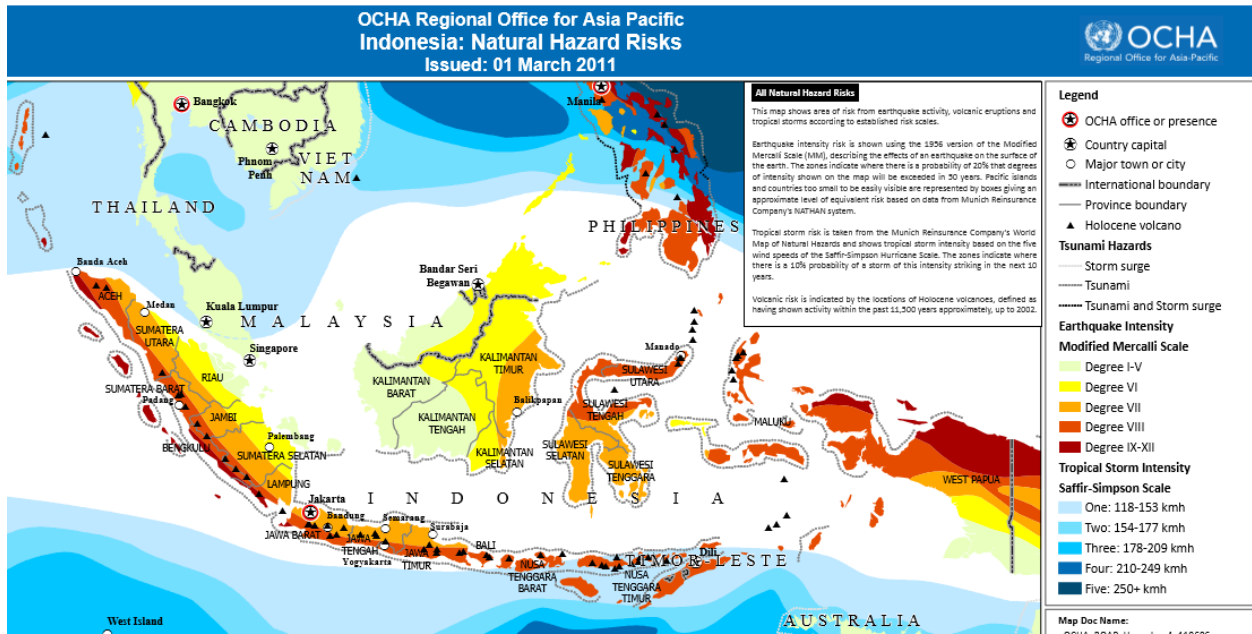 OCHA Regional Office for Asia Pacific
Indonesia: Natural Hazard Risks
Issued: 01 March 2011
OCHA
Regional Office for Asia-Pacific
Bangkok
CAMBODIA
Phnom
Penh
VIET
NAM
THAILAND
Manila
PHILIPPINES
All Natural Hazard Risks
This map shows area of risk from earthquake activity, volcanic eruptions and
tropical storms according to established risk scales.
Earthquake intensity risk is shown using the 1956 version of the Modified
Mercalli Scale (MM), describing the effects of an earthquake on the surface of
the earth. The zones indicate where there is a probability of 20% that degrees
of intensity shown on the map will be exceeded in 50 years. Pacific islands
and countries too small to be easily visible are represented by boxes giving an
approximate level of equivalent risk based on data from Munich Reinsurance
Company's NATHAN system.
Tropical storm risk is taken from the Munich Reinsurance Company's World
Map of Natural Hazards and shows tropical storm intensity based on the five
wind speeds of the Saffir-Simpson Hurricane Scale. The zones indicate where
there is a 10% probability of a storm of this intensity striking in the next 10
years.
Volcanic risk is indicated by the locations of Holocene volcanoes, defined as
having shown activity within the past 11,500 years approximately, up to 2002.
Banda Aceh
ACEH
Medan
SUMATERA
UTARA
Kuala Lumpur
MALAYSIA
Singapore
Bandar Seri
Begawan
RIAU
SUMATERA BARAT
Padang
JAMBI
BENGKULU
Palembang
SUMATERA SELATAN
LAMPUNG
KALIMANTAN
BARAT
KALIMANTAN
TENGAH
KALIMANTAN
TIMUR
Balikpapan
KALIMANTAN
SELATAN
Manado
SULAWESI
UTARA
SULAWESI
TENGAH
SULAWESI
SELATAN
SULAWESI
TENGGARA
MALUKU
WEST PAPUA
INDONESIA
Jakarta
Bandung
JAWA BARAT
Semarang
JAWA
TENGAH
Yogyakarta
Surabaja
JAWA
TIMUR
BALI
NUSA
TENGGARA
BARAT
NUSA
TENGGARA
TIMUR
Dili
TIMOR-LESTE
AUSTRALIA
West Island
Legend
OCHA office or presence
Country capital
Major town or city
International boundary
Province boundary
Holocene volcano
Tsunami Hazards
Storm surge
Tsunami
Tsunami and Storm surge
Earthquake Intensity
Modified Mercalli Scale
Degree I-V
Degree VI
Degree VII
Degree VIII
Degree IX-XII
Tropical Storm Intensity
Saffir-Simpson Scale
One: 118-153 kmh
Two: 154-177 kmh
Three: 178-209 kmh
Four: 210-249 kmh
Five: 250+ kmh
Map Doc Name: